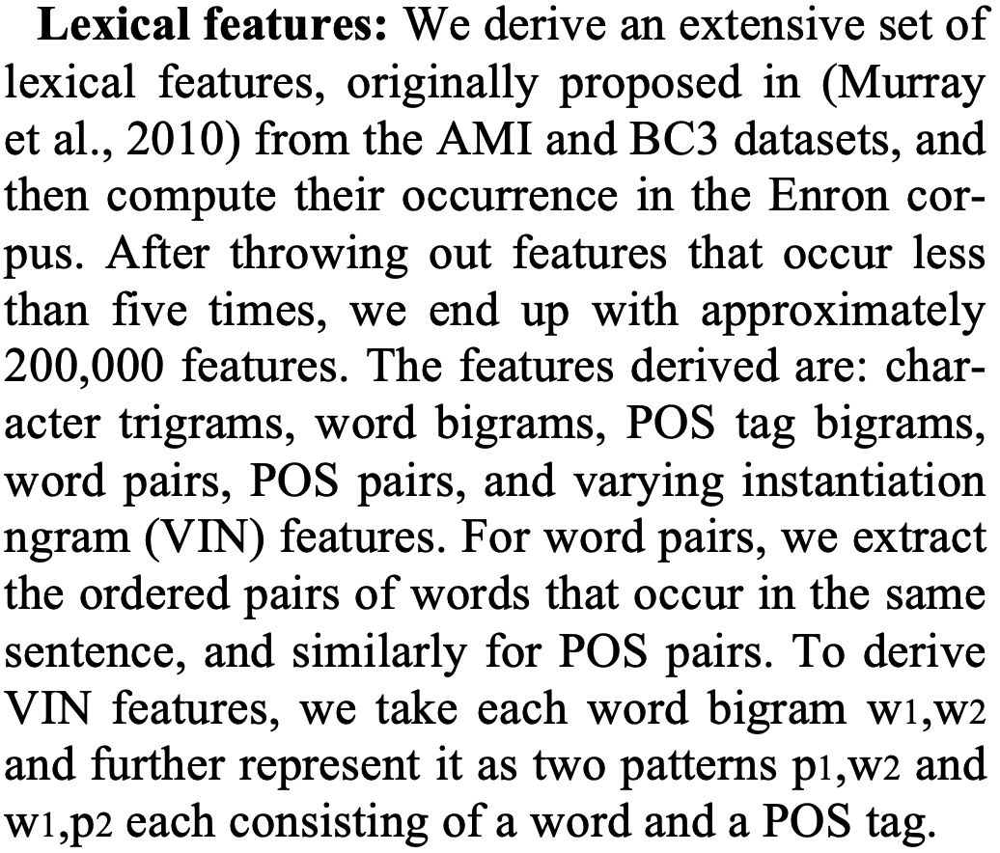 Lexical features: We derive an extensive set of
lexical features, originally proposed in (Murray
et al., 2010) from the AMI and BC3 datasets, and
then compute their occurrence in the Enron cor-
pus. After throwing out features that occur less
than five times, we end up with approximately
200,000 features. The features derived are: char-
acter trigrams, word bigrams, POS tag bigrams,
word pairs, POS pairs, and varying instantiation
ngram (VIN) features. For word pairs, we extract
the ordered pairs of words that occur in the same
sentence, and similarly for POS pairs. To derive
VIN features, we take each word bigram w1,w2
and further represent it as two patterns p1,w2 and
w1,p2 each consisting of a word and a POS tag.